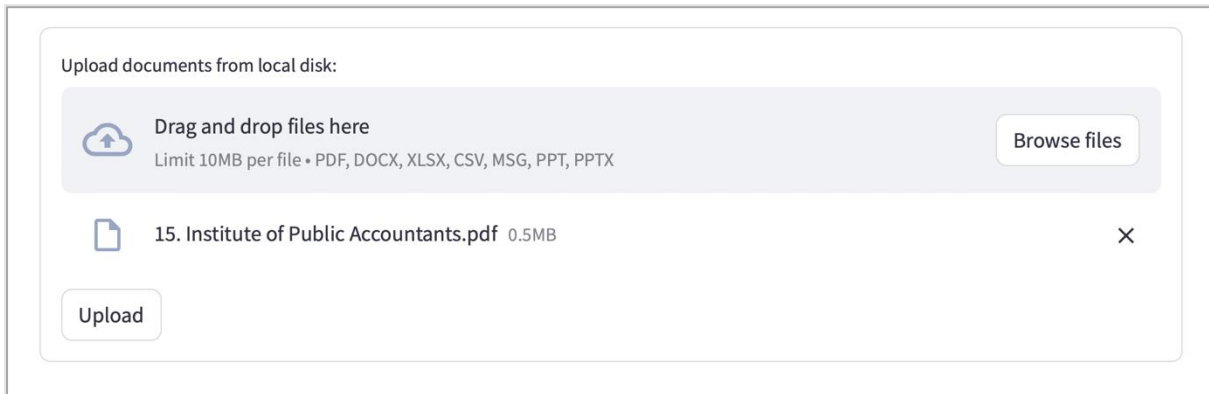 Upload documents from local disk:
Drag and drop files here
Limit 10MB per file • PDF, DOCX, XLSX, CSV, MSG, PPT, PPTX
Browse files
15. Institute of Public Accountants.pdf 0.5MB
Upload